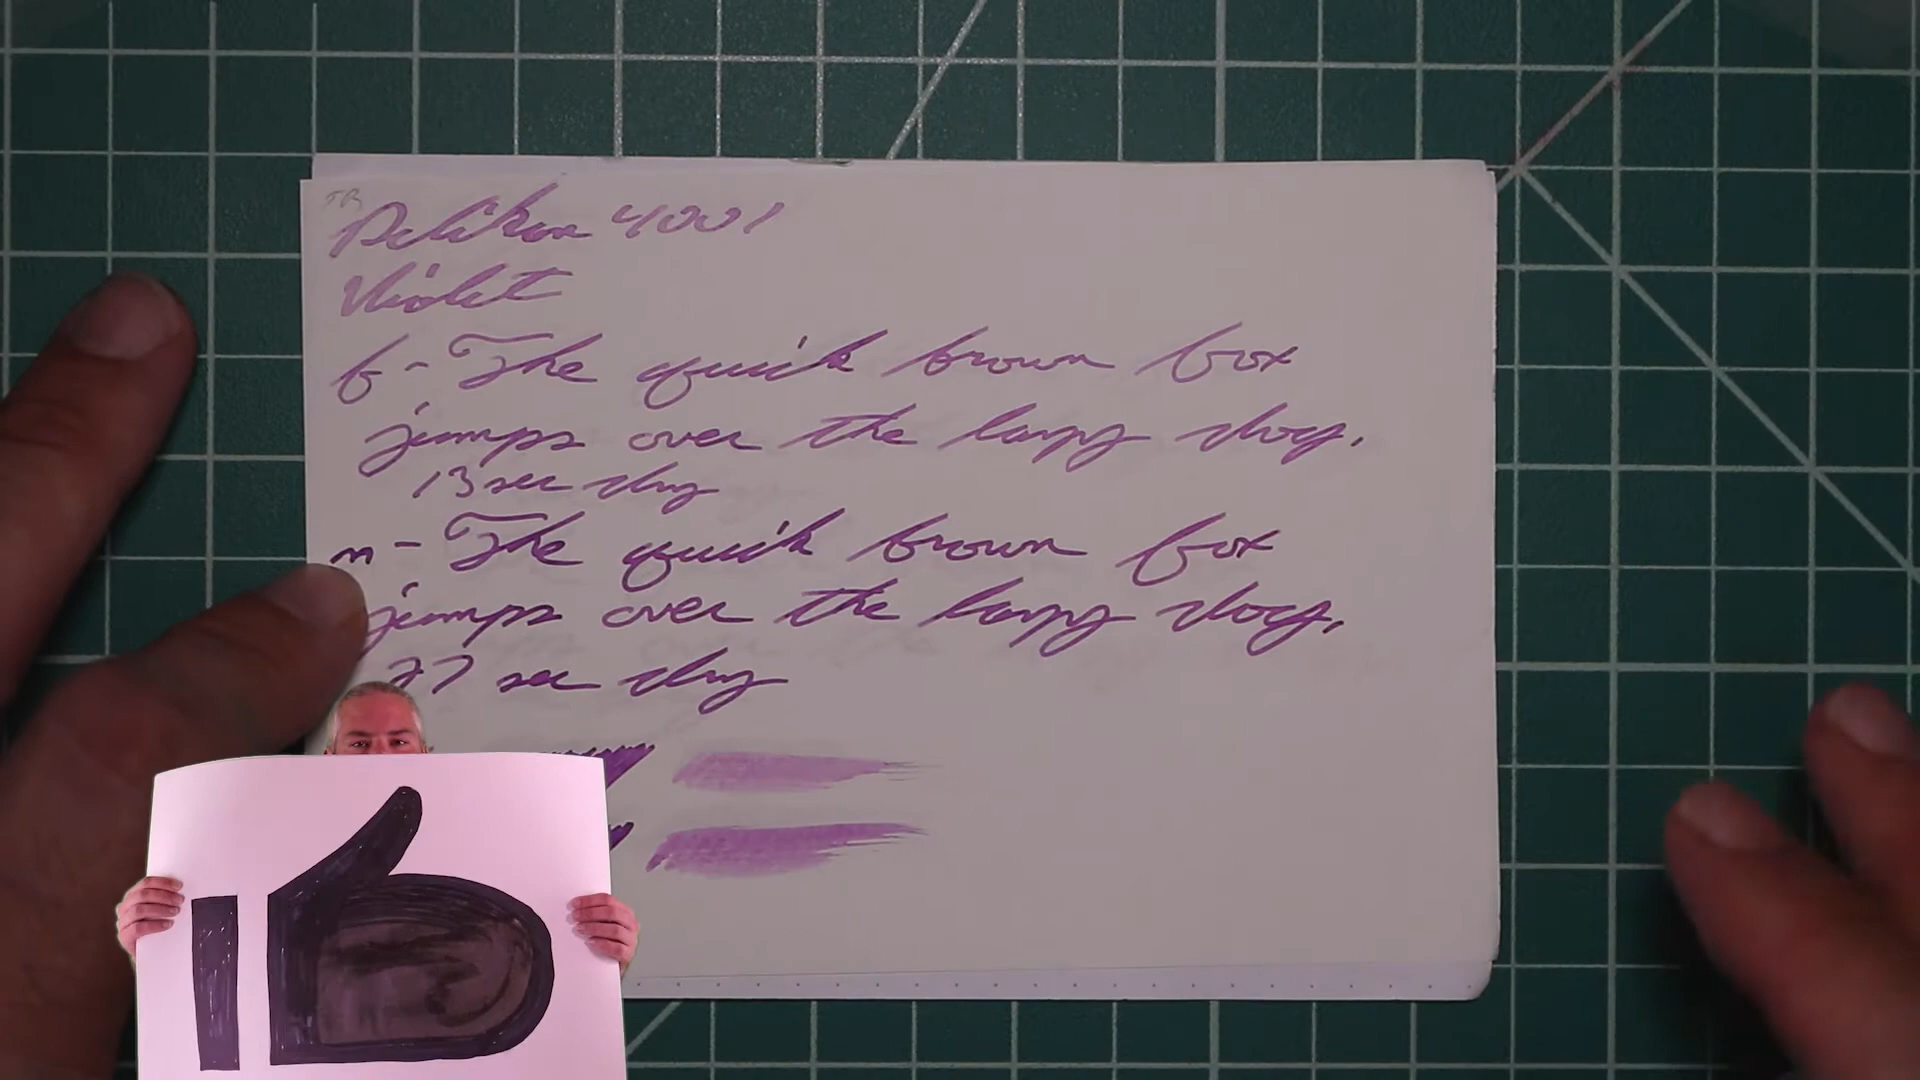 TR
Pelikan 4001
Violet
f - The quick brown fox
jumps over the lazy dog.
13 sec dry
m - The quick brown fox
jumps over the lazy dog.
27 sec dry